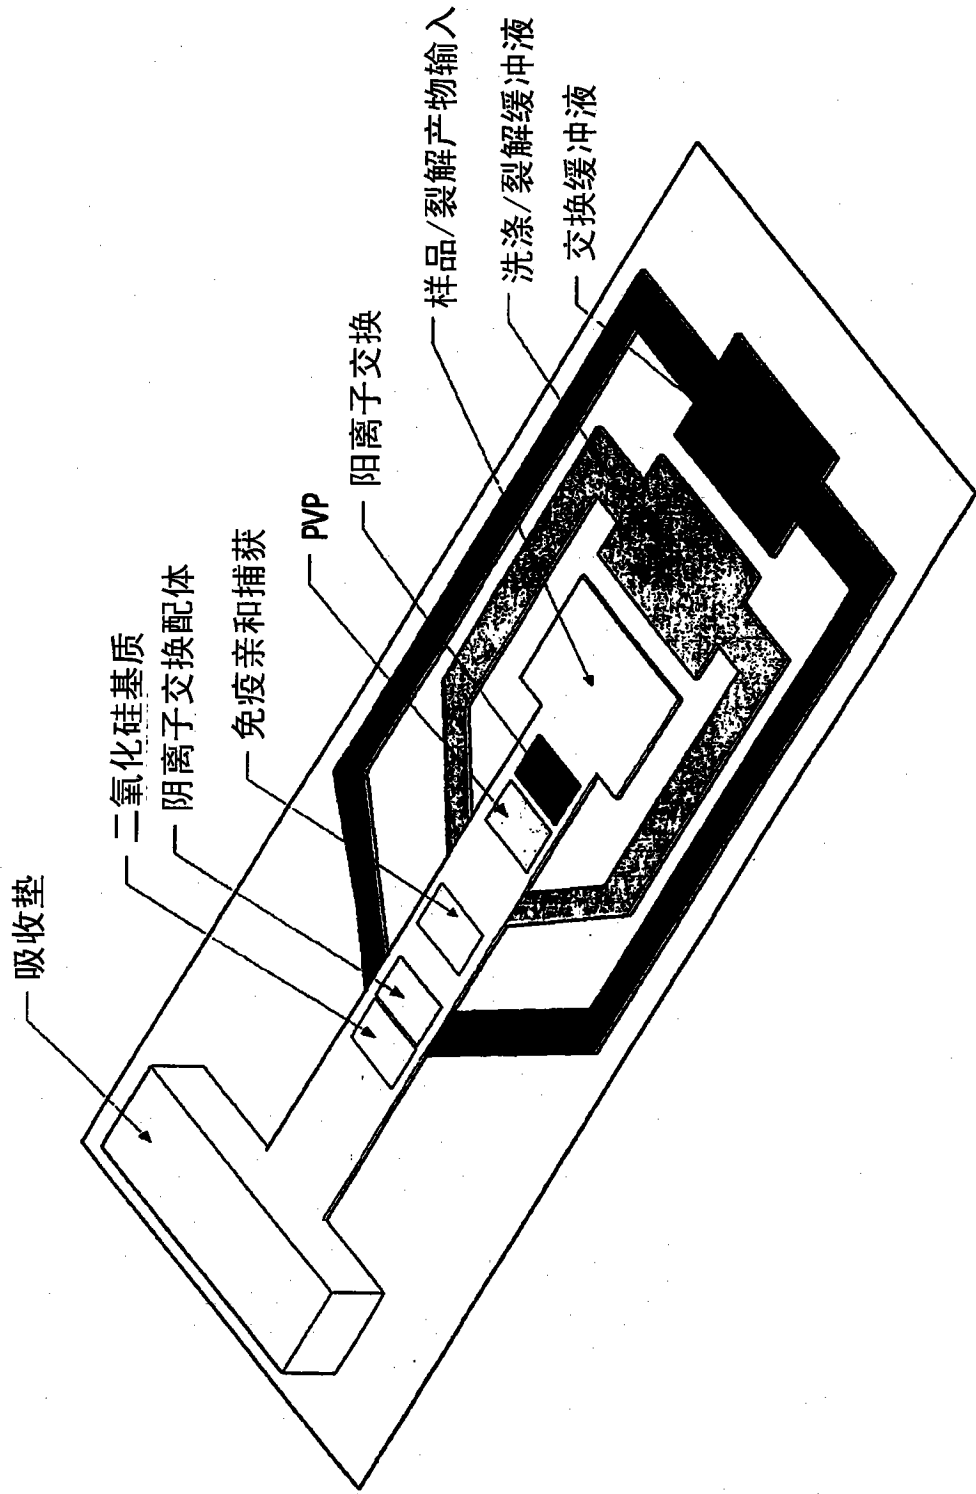 吸收垫
二氧化硅基质
阴离子交换配体
免疫亲和捕获
PVP
阳离子交换
样品/裂解产物输入
洗涤/裂解缓冲液
交换缓冲液